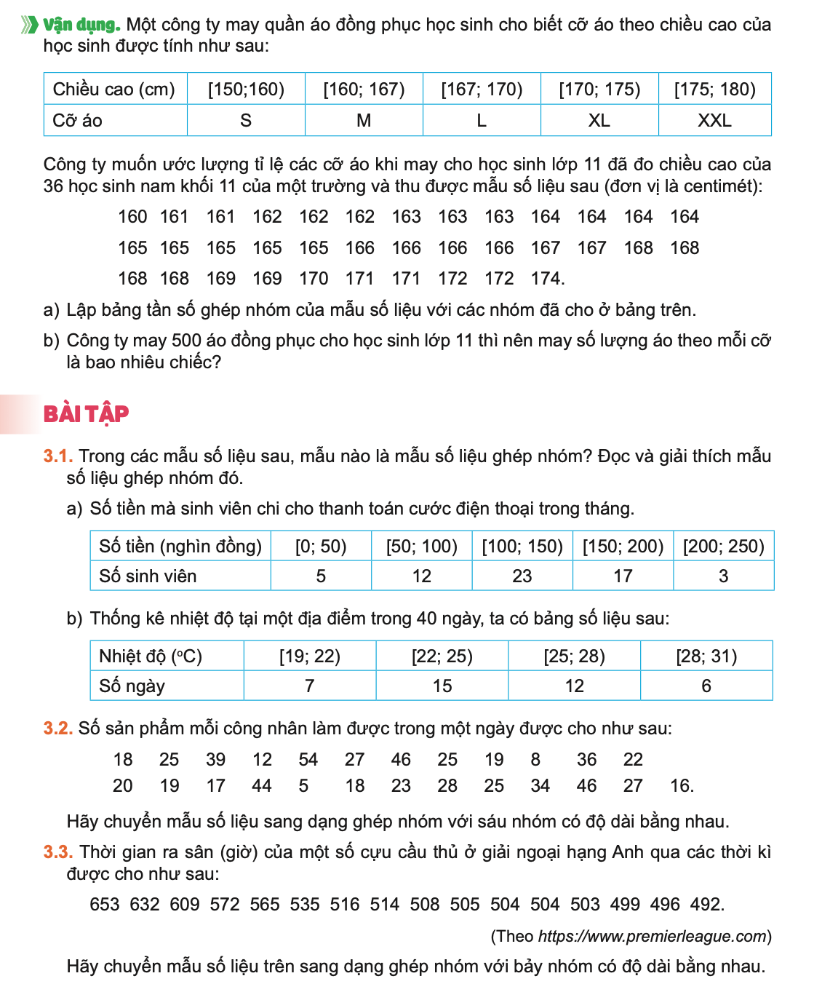 Vận dụng. Một công ty may quần áo đồng phục học sinh cho biết cỡ áo theo chiều cao của
học sinh được tính như sau:
Chiều cao (cm) [150;160) [160; 167) [167; 170) [170; 175) [175; 180)
Cỡ áo S M L XL XXL
Công ty muốn ước lượng tỉ lệ các cỡ áo khi may cho học sinh lớp 11 đã đo chiều cao của
36 học sinh nam khối 11 của một trường và thu được mẫu số liệu sau (đơn vị là centimét):
160 161 161 162 162 162 163 163 163 164 164 164 164
165 165 165 165 165 166 166 166 166 167 167 168 168
168 168 169 169 170 171 171 172 172 174.
a) Lập bảng tần số ghép nhóm của mẫu số liệu với các nhóm đã cho ở bảng trên.
b) Công ty may 500 áo đồng phục cho học sinh lớp 11 thì nên may số lượng áo theo mỗi cỡ
là bao nhiêu chiếc?
BÀI TẬP
3.1. Trong các mẫu số liệu sau, mẫu nào là mẫu số liệu ghép nhóm? Đọc và giải thích mẫu
số liệu ghép nhóm đó.
a) Số tiền mà sinh viên chi cho thanh toán cước điện thoại trong tháng.
Số tiền (nghìn đồng) [0; 50) [50; 100) [100; 150) [150; 200) [200; 250)
Số sinh viên 5 12 23 17 3
b) Thống kê nhiệt độ tại một địa điểm trong 40 ngày, ta có bảng số liệu sau:
Nhiệt độ (ºC) [19; 22) [22; 25) [25; 28) [28; 31)
Số ngày 7 15 12 6
3.2. Số sản phẩm mỗi công nhân làm được trong một ngày được cho như sau:
18 25 39 12 54 27 46 25 19 8 36 22
20 19 17 44 5 18 23 28 25 34 46 27 16.
Hãy chuyển mẫu số liệu sang dạng ghép nhóm với sáu nhóm có độ dài bằng nhau.
3.3. Thời gian ra sân (giờ) của một số cựu cầu thủ ở giải ngoại hạng Anh qua các thời kì
được cho như sau:
653 632 609 572 565 535 516 514 508 505 504 504 503 499 496 492.
(Theo https://www.premierleague.com)
Hãy chuyển mẫu số liệu trên sang dạng ghép nhóm với bảy nhóm có độ dài bằng nhau.